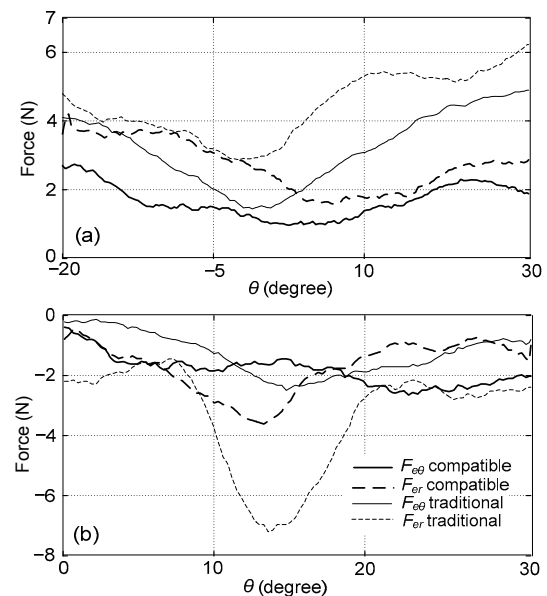 7
6
4
2
0
Force (N)
(a)
−20
−5
10
30
θ (degree)
0
−2
−4
−6
−8
Force (N)
(b)
Feθ compatible
Fer compatible
Feθ traditional
Fer traditional
0
10
20
30
θ (degree)